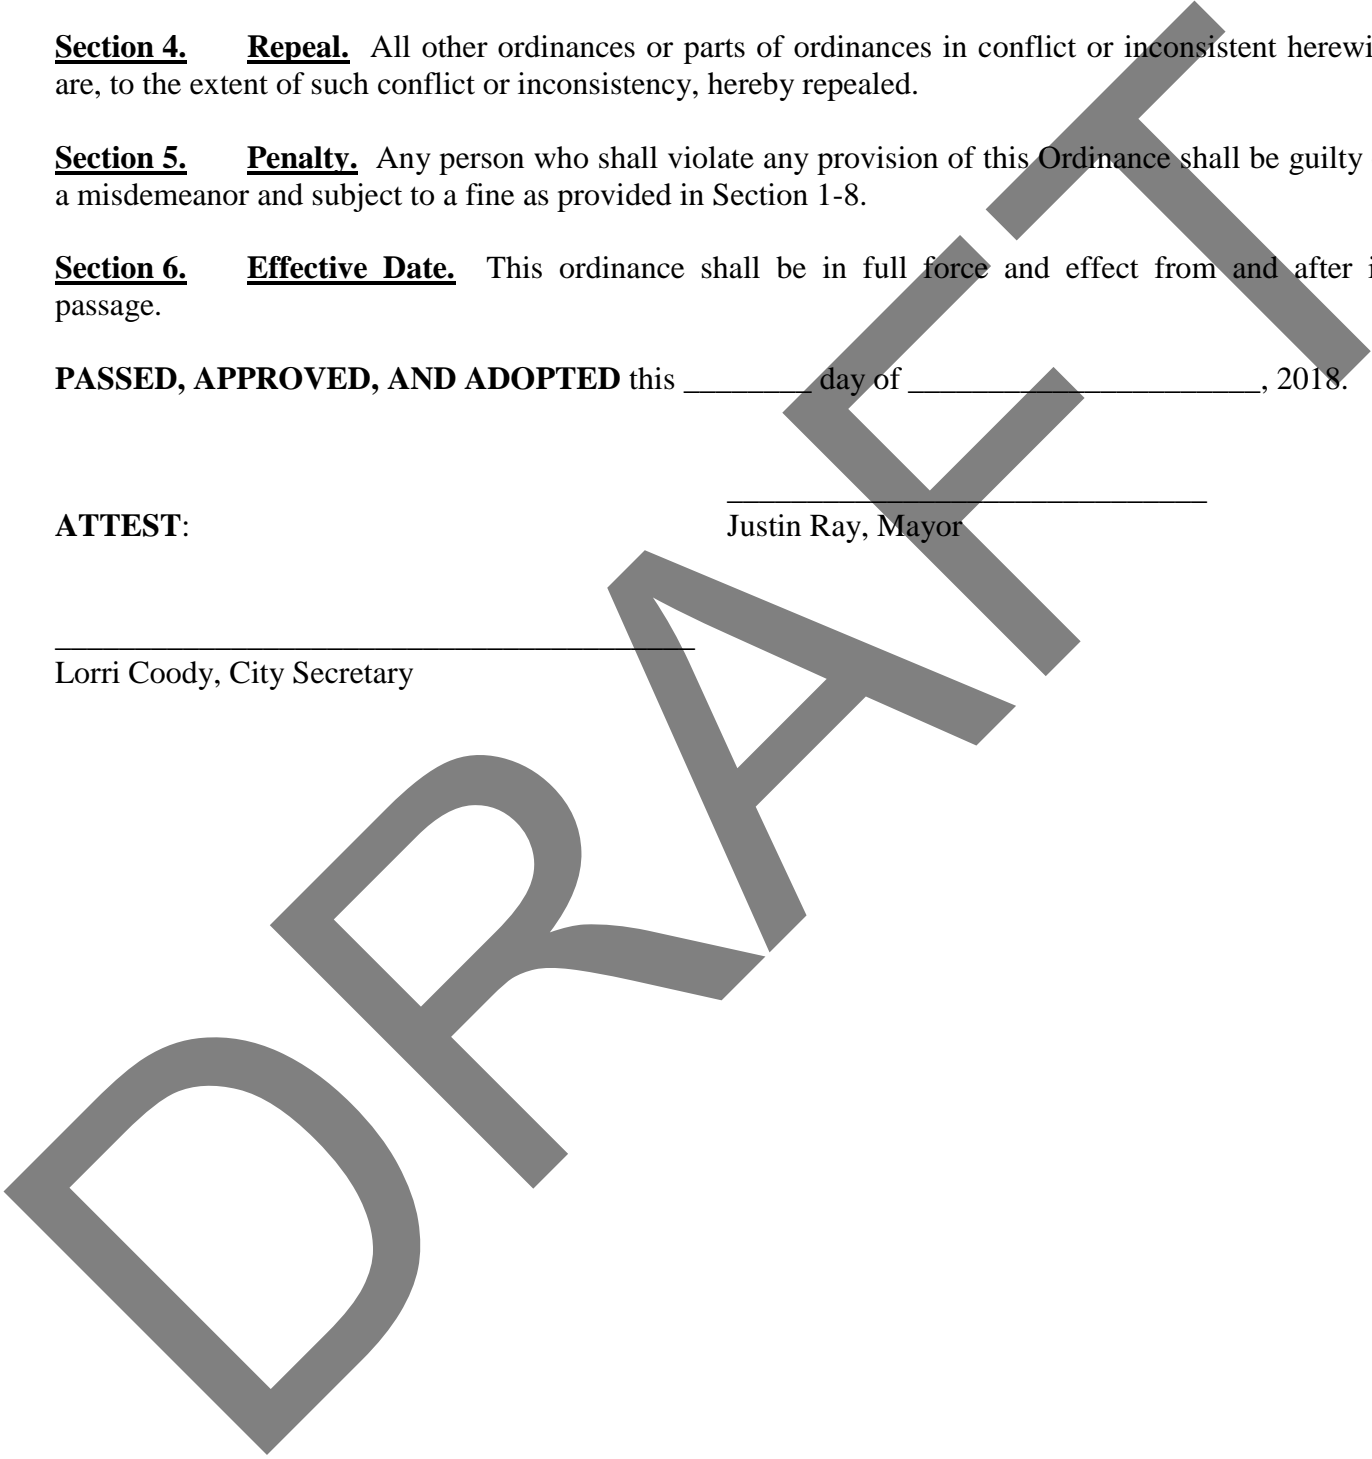 Section 4. Repeal. All other ordinances or parts of ordinances in conflict or inconsistent herewi
are, to the extent of such conflict or inconsistency, hereby repealed.
Section 5. Penalty. Any person who shall violate any provision of this Ordinance shall be guilty
a misdemeanor and subject to a fine as provided in Section 1-8.
Section 6. Effective Date. This ordinance shall be in full force and effect from and after i
passage.
PASSED, APPROVED, AND ADOPTED this ________ day of ______________________, 2018.
______________________________
ATTEST: Justin Ray, Mayor
________________________________________
Lorri Coody, City Secretary
DRAFT